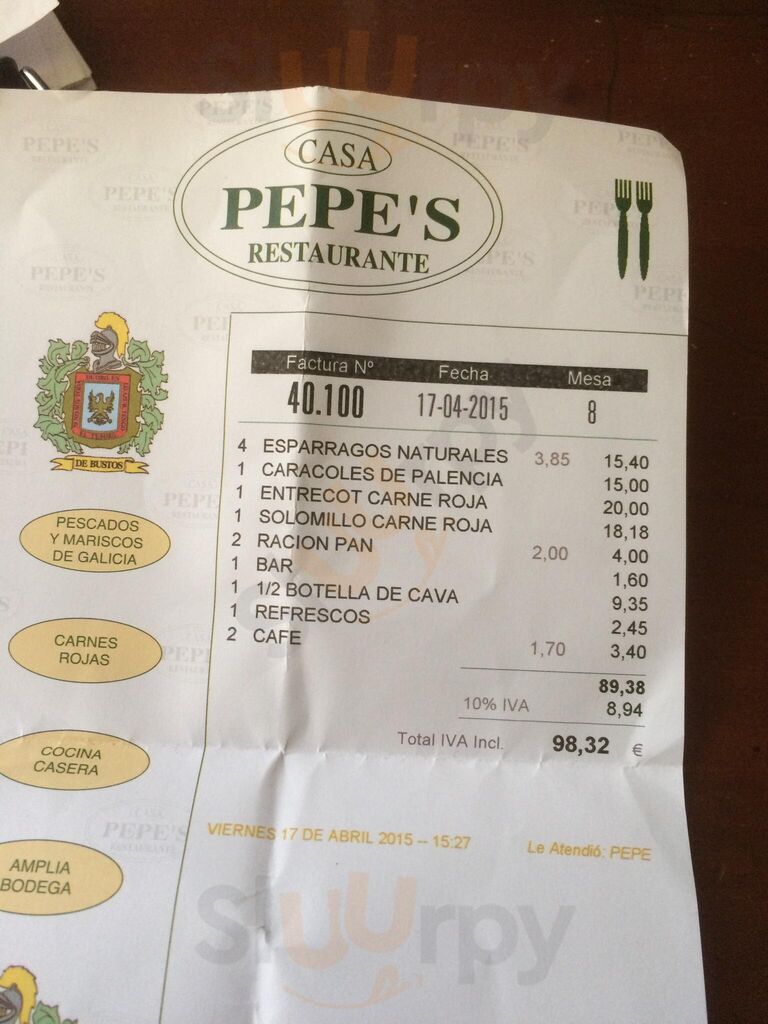 CASA
PEPE'S
RESTAURANTE
Factura Nº Fecha Mesa
40.100 17-04-2015 8
4 ESPARRAGOS NATURALES 3,85 15,40
1 CARACOLES DE PALENCIA 15,00
1 ENTRECOT CARNE ROJA 20,00
1 SOLOMILLO CARNE ROJA 18,18
2 RACION PAN 2,00 4,00
1 BAR 1,60
1 1/2 BOTELLA DE CAVA 9,35
1 REFRESCOS 2,45
2 CAFE 1,70 3,40
89,38
10% IVA 8,94
Total IVA Incl. 98,32 €
VIERNES 17 DE ABRIL 2015 -- 15:27 Le Atendió: PEPE
DE BUSTOS
PESCADOS
Y MARISCOS
DE GALICIA
CARNES
ROJAS
COCINA
CASERA
AMPLIA
BODEGA
Sluurpy